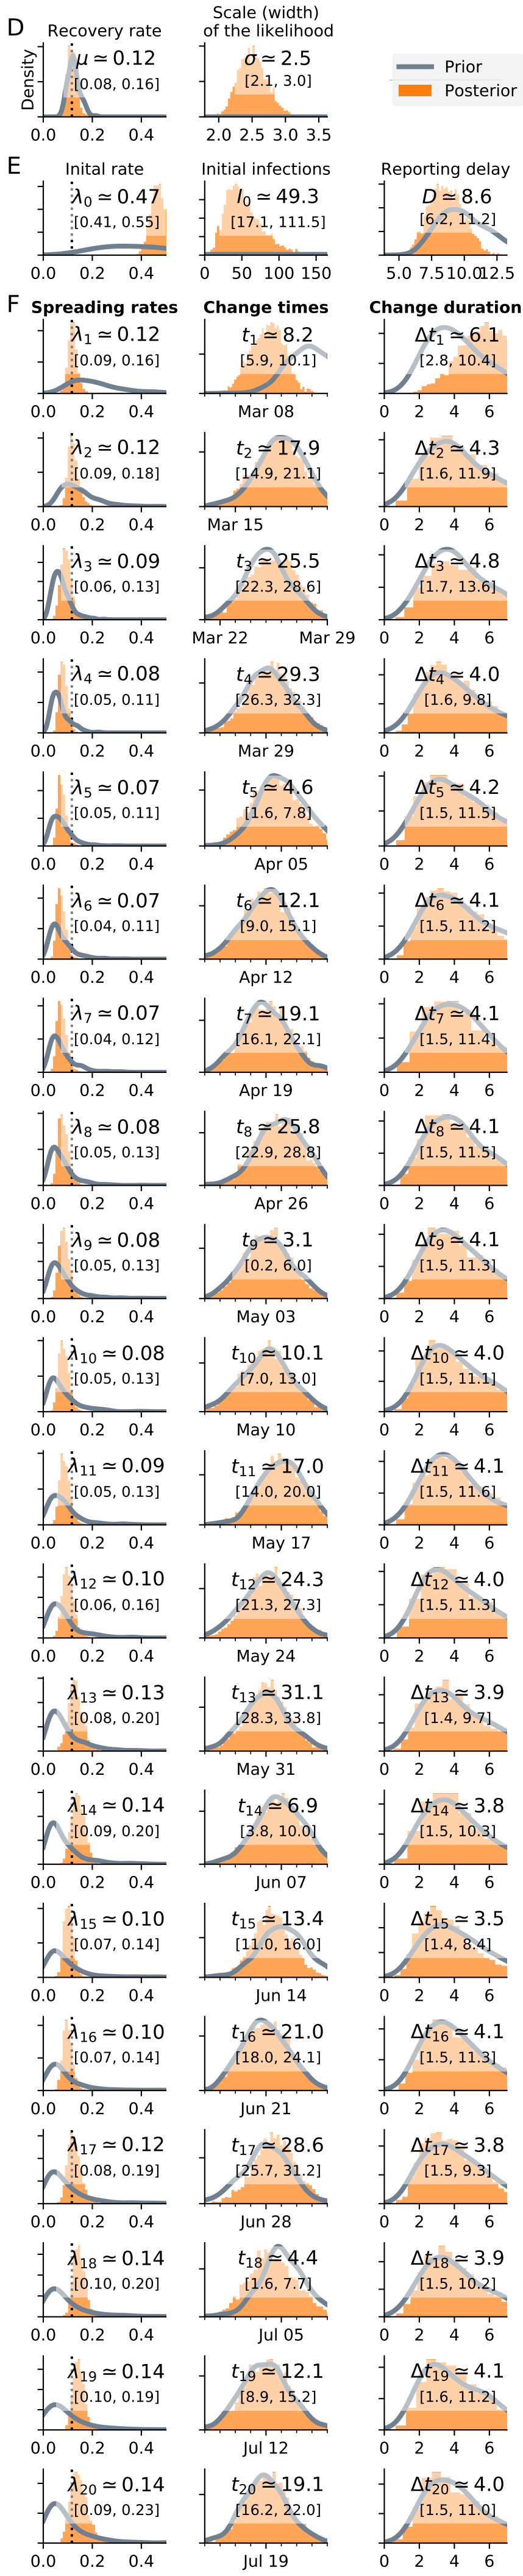 D
Recovery rate
Scale (width)
of the likelihood
Density
μ ≃ 0.12
[0.08, 0.16]
σ ≃ 2.5
[2.1, 3.0]
Prior
Posterior
0.0 0.2 0.4
2.0 2.5 3.0 3.5
E
Inital rate
Initial infections
Reporting delay
λ0 ≃ 0.47
[0.41, 0.55]
I0 ≃ 49.3
[17.1, 111.5]
D ≃ 8.6
[6.2, 11.2]
0.0 0.2 0.4
0 50 100 150
5.0 7.5 10.0 12.5
F
Spreading rates
Change times
Change duration
λ1 ≃ 0.12
[0.09, 0.16]
t1 ≃ 8.2
[5.9, 10.1]
Δt1 ≃ 6.1
[2.8, 10.4]
0.0 0.2 0.4
Mar 08
0 2 4 6
λ2 ≃ 0.12
[0.09, 0.18]
t2 ≃ 17.9
[14.9, 21.1]
Δt2 ≃ 4.3
[1.6, 11.9]
0.0 0.2 0.4
Mar 15
0 2 4 6
λ3 ≃ 0.09
[0.06, 0.13]
t3 ≃ 25.5
[22.3, 28.6]
Δt3 ≃ 4.8
[1.7, 13.6]
0.0 0.2 0.4
Mar 22 Mar 29
0 2 4 6
λ4 ≃ 0.08
[0.05, 0.11]
t4 ≃ 29.3
[26.3, 32.3]
Δt4 ≃ 4.0
[1.6, 9.8]
0.0 0.2 0.4
Mar 29
0 2 4 6
λ5 ≃ 0.07
[0.05, 0.11]
t5 ≃ 4.6
[1.6, 7.8]
Δt5 ≃ 4.2
[1.5, 11.5]
0.0 0.2 0.4
Apr 05
0 2 4 6
λ6 ≃ 0.07
[0.04, 0.11]
t6 ≃ 12.1
[9.0, 15.1]
Δt6 ≃ 4.1
[1.5, 11.2]
0.0 0.2 0.4
Apr 12
0 2 4 6
λ7 ≃ 0.07
[0.04, 0.12]
t7 ≃ 19.1
[16.1, 22.1]
Δt7 ≃ 4.1
[1.5, 11.4]
0.0 0.2 0.4
Apr 19
0 2 4 6
λ8 ≃ 0.08
[0.05, 0.13]
t8 ≃ 25.8
[22.9, 28.8]
Δt8 ≃ 4.1
[1.5, 11.5]
0.0 0.2 0.4
Apr 26
0 2 4 6
λ9 ≃ 0.08
[0.05, 0.13]
t9 ≃ 3.1
[0.2, 6.0]
Δt9 ≃ 4.1
[1.5, 11.3]
0.0 0.2 0.4
May 03
0 2 4 6
λ10 ≃ 0.08
[0.05, 0.13]
t10 ≃ 10.1
[7.0, 13.0]
Δt10 ≃ 4.0
[1.5, 11.1]
0.0 0.2 0.4
May 10
0 2 4 6
λ11 ≃ 0.09
[0.05, 0.13]
t11 ≃ 17.0
[14.0, 20.0]
Δt11 ≃ 4.1
[1.5, 11.6]
0.0 0.2 0.4
May 17
0 2 4 6
λ12 ≃ 0.10
[0.06, 0.16]
t12 ≃ 24.3
[21.3, 27.3]
Δt12 ≃ 4.0
[1.5, 11.3]
0.0 0.2 0.4
May 24
0 2 4 6
λ13 ≃ 0.13
[0.08, 0.20]
t13 ≃ 31.1
[28.3, 33.8]
Δt13 ≃ 3.9
[1.4, 9.7]
0.0 0.2 0.4
May 31
0 2 4 6
λ14 ≃ 0.14
[0.09, 0.20]
t14 ≃ 6.9
[3.8, 10.0]
Δt14 ≃ 3.8
[1.5, 10.3]
0.0 0.2 0.4
Jun 07
0 2 4 6
λ15 ≃ 0.10
[0.07, 0.14]
t15 ≃ 13.4
[11.0, 16.0]
Δt15 ≃ 3.5
[1.4, 8.4]
0.0 0.2 0.4
Jun 14
0 2 4 6
λ16 ≃ 0.10
[0.07, 0.14]
t16 ≃ 21.0
[18.0, 24.1]
Δt16 ≃ 4.1
[1.5, 11.3]
0.0 0.2 0.4
Jun 21
0 2 4 6
λ17 ≃ 0.12
[0.08, 0.19]
t17 ≃ 28.6
[25.7, 31.2]
Δt17 ≃ 3.8
[1.5, 9.3]
0.0 0.2 0.4
Jun 28
0 2 4 6
λ18 ≃ 0.14
[0.10, 0.20]
t18 ≃ 4.4
[1.6, 7.7]
Δt18 ≃ 3.9
[1.5, 10.2]
0.0 0.2 0.4
Jul 05
0 2 4 6
λ19 ≃ 0.14
[0.10, 0.19]
t19 ≃ 12.1
[8.9, 15.2]
Δt19 ≃ 4.1
[1.6, 11.2]
0.0 0.2 0.4
Jul 12
0 2 4 6
λ20 ≃ 0.14
[0.09, 0.23]
t20 ≃ 19.1
[16.2, 22.0]
Δt20 ≃ 4.0
[1.5, 11.0]
0.0 0.2 0.4
Jul 19
0 2 4 6